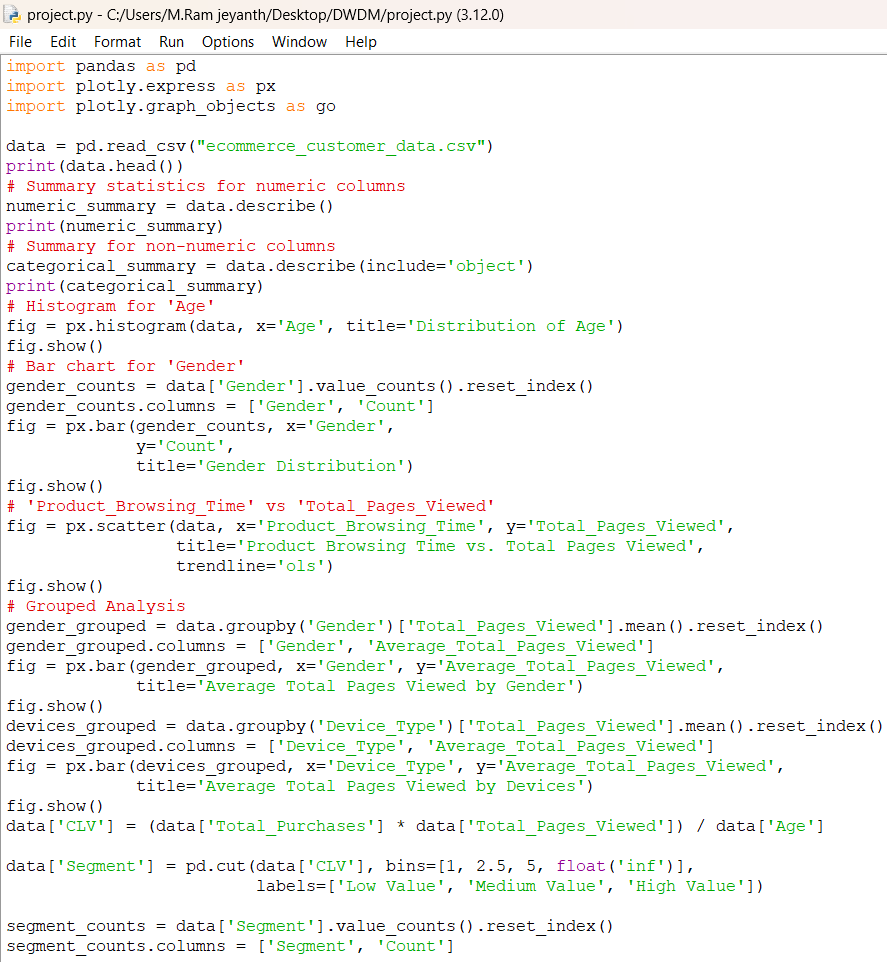 project.py - C:/Users/M.Ram jeyanth/Desktop/DWDM/project.py (3.12.0)
File Edit Format Run Options Window Help
import pandas as pd
import plotly.express as px
import plotly.graph_objects as go

data = pd.read_csv("ecommerce_customer_data.csv")
print(data.head())
# Summary statistics for numeric columns
numeric_summary = data.describe()
print(numeric_summary)
# Summary for non-numeric columns
categorical_summary = data.describe(include='object')
print(categorical_summary)
# Histogram for 'Age'
fig = px.histogram(data, x='Age', title='Distribution of Age')
fig.show()
# Bar chart for 'Gender'
gender_counts = data['Gender'].value_counts().reset_index()
gender_counts.columns = ['Gender', 'Count']
fig = px.bar(gender_counts, x='Gender',
             y='Count',
             title='Gender Distribution')
fig.show()
# 'Product_Browsing_Time' vs 'Total_Pages_Viewed'
fig = px.scatter(data, x='Product_Browsing_Time', y='Total_Pages_Viewed',
                 title='Product Browsing Time vs. Total Pages Viewed',
                 trendline='ols')
fig.show()
# Grouped Analysis
gender_grouped = data.groupby('Gender')['Total_Pages_Viewed'].mean().reset_index()
gender_grouped.columns = ['Gender', 'Average_Total_Pages_Viewed']
fig = px.bar(gender_grouped, x='Gender', y='Average_Total_Pages_Viewed',
             title='Average Total Pages Viewed by Gender')
fig.show()
devices_grouped = data.groupby('Device_Type')['Total_Pages_Viewed'].mean().reset_index()
devices_grouped.columns = ['Device_Type', 'Average_Total_Pages_Viewed']
fig = px.bar(devices_grouped, x='Device_Type', y='Average_Total_Pages_Viewed',
             title='Average Total Pages Viewed by Devices')
fig.show()
data['CLV'] = (data['Total_Purchases'] * data['Total_Pages_Viewed']) / data['Age']

data['Segment'] = pd.cut(data['CLV'], bins=[1, 2.5, 5, float('inf')],
                         labels=['Low Value', 'Medium Value', 'High Value'])

segment_counts = data['Segment'].value_counts().reset_index()
segment_counts.columns = ['Segment', 'Count']